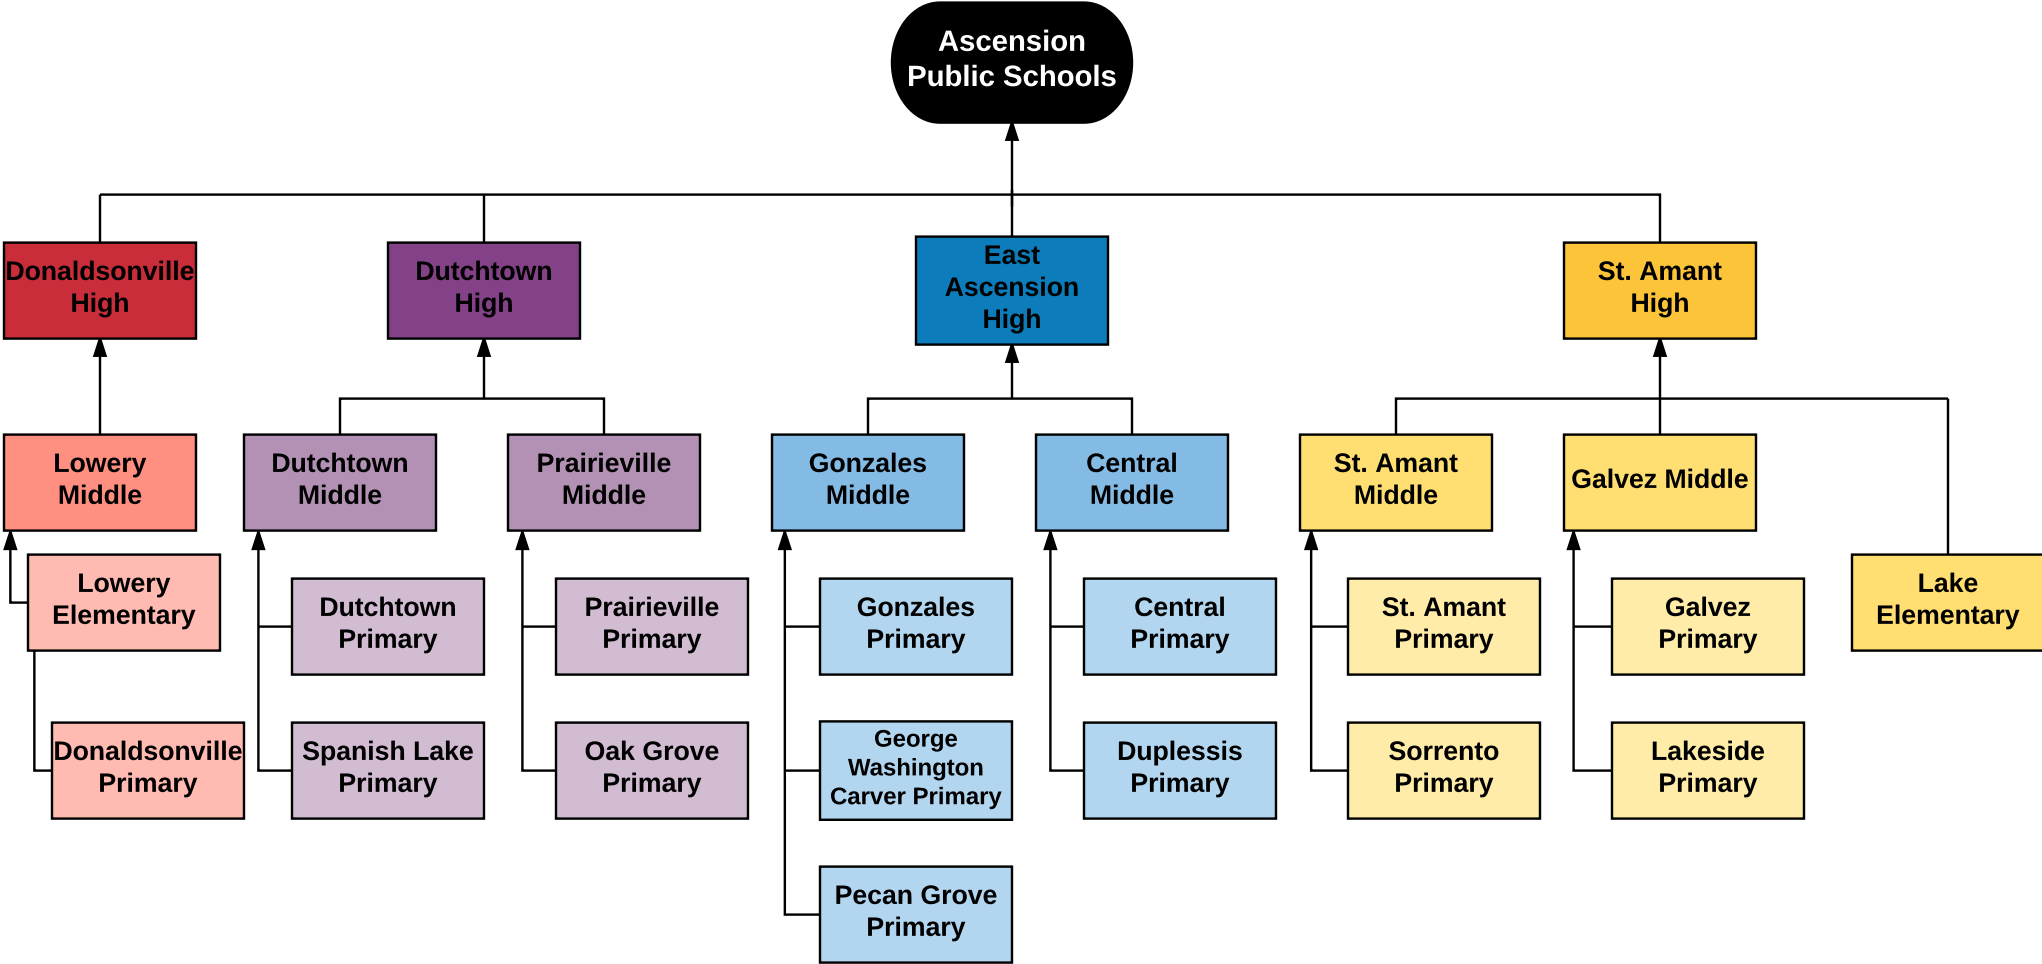 Ascension
Public Schools
Donaldsonville
High
Dutchtown
High
East
Ascension
High
St. Amant
High
Lowery
Middle
Dutchtown
Middle
Prairieville
Middle
Gonzales
Middle
Central
Middle
St. Amant
Middle
Galvez Middle
Lowery
Elementary
Dutchtown
Primary
Prairieville
Primary
Gonzales
Primary
Central
Primary
St. Amant
Primary
Galvez
Primary
Lake
Elementary
Donaldsonville
Primary
Spanish Lake
Primary
Oak Grove
Primary
George
Washington
Carver Primary
Duplessis
Primary
Sorrento
Primary
Lakeside
Primary
Pecan Grove
Primary